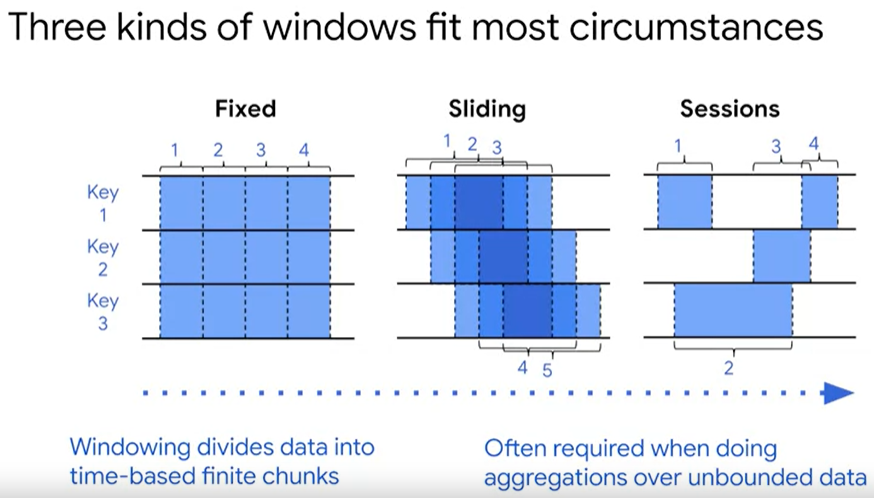 Three kinds of windows fit most circumstances
Fixed
Sliding
Sessions
1 2 3 4
1 2 3
1 3 4
Key
1
Key
2
Key
3
4 5
2
Windowing divides data into
time-based finite chunks
Often required when doing
aggregations over unbounded data